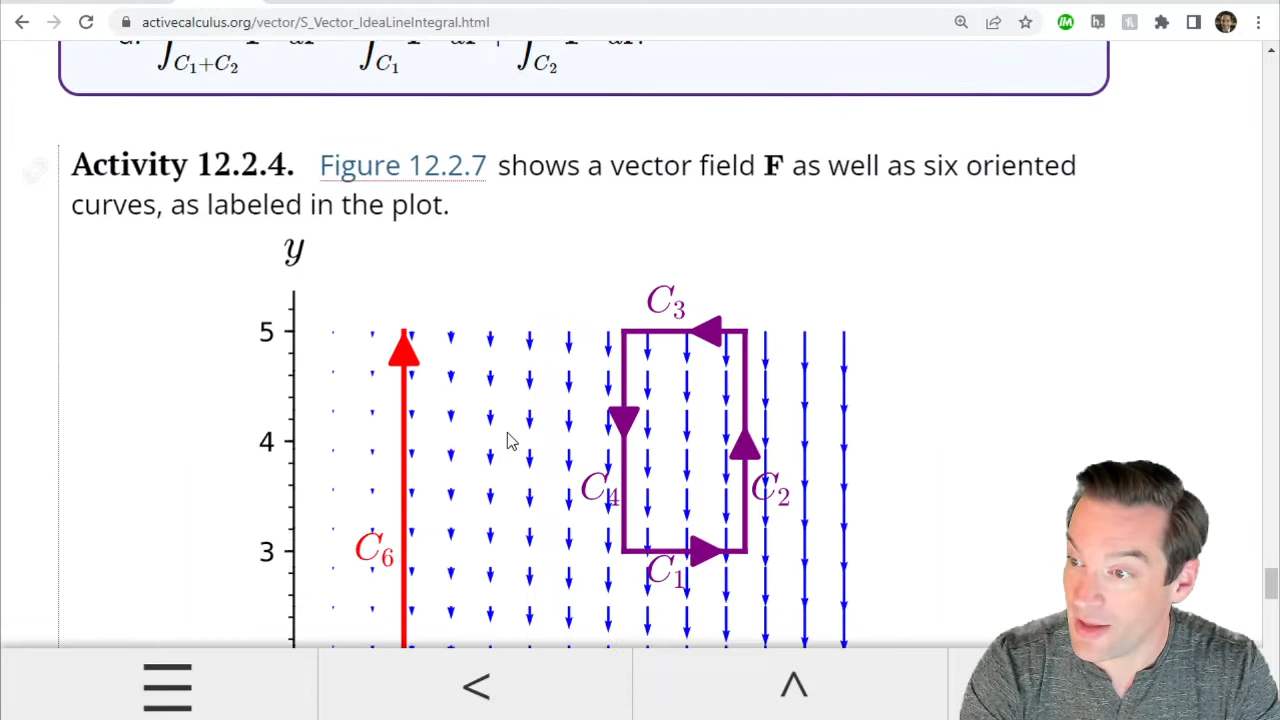 activecalculus.org/vector/S_Vector_IdeaLineIntegral.html
∫C₁+C₂ ∫C₁ ∫C₂
Activity 12.2.4. Figure 12.2.7 shows a vector field F as well as six oriented
curves, as labeled in the plot.
y
C₃
5
4
C₄ C₂
3
C₆
C₁
< ^